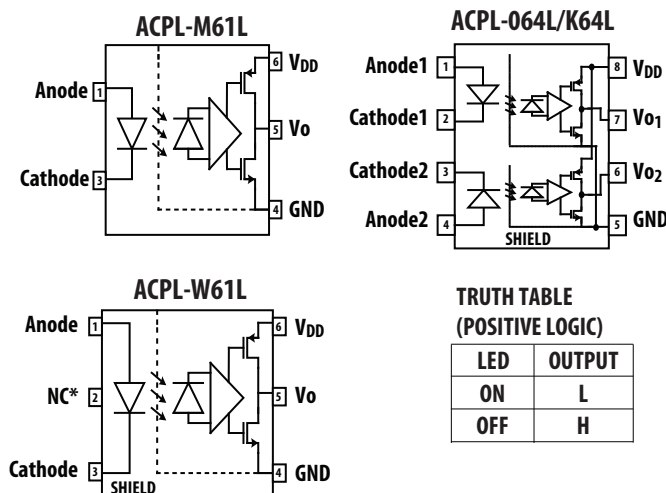 ACPL-M61L
Anode 1
Cathode 3
6 VDD
5 Vo
4 GND
ACPL-064L/K64L
Anode1 1
Cathode1 2
Cathode2 3
Anode2 4
8 VDD
7 Vo1
6 Vo2
5 GND
SHIELD
ACPL-W61L
Anode 1
NC* 2
Cathode 3
6 VDD
5 Vo
4 GND
SHIELD
TRUTH TABLE
(POSITIVE LOGIC)
LED OUTPUT
ON L
OFF H